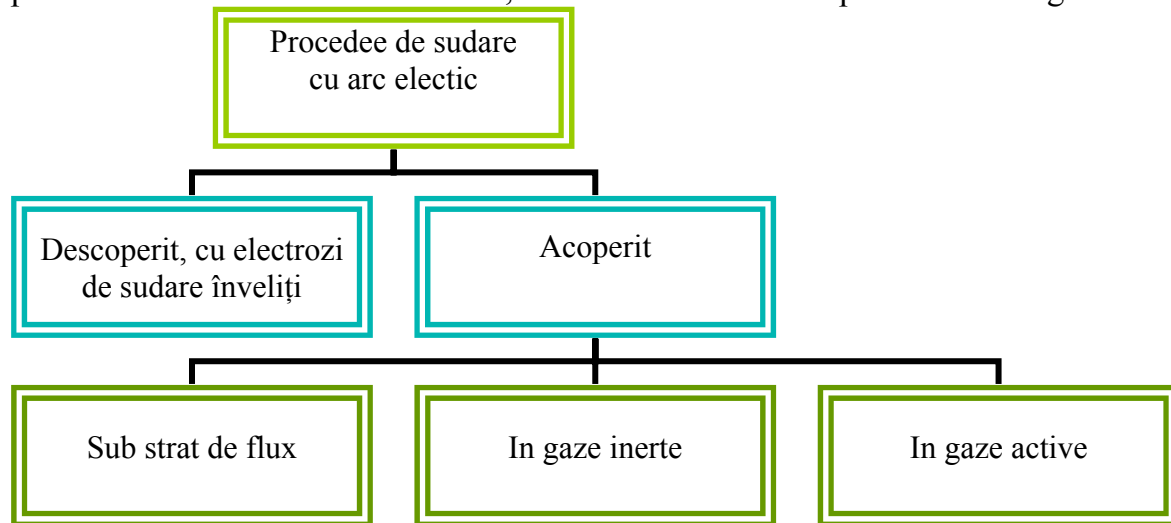 Procedee de sudare
cu arc electic
Descoperit, cu electrozi
de sudare înveliți
Acoperit
Sub strat de flux
In gaze inerte
In gaze active